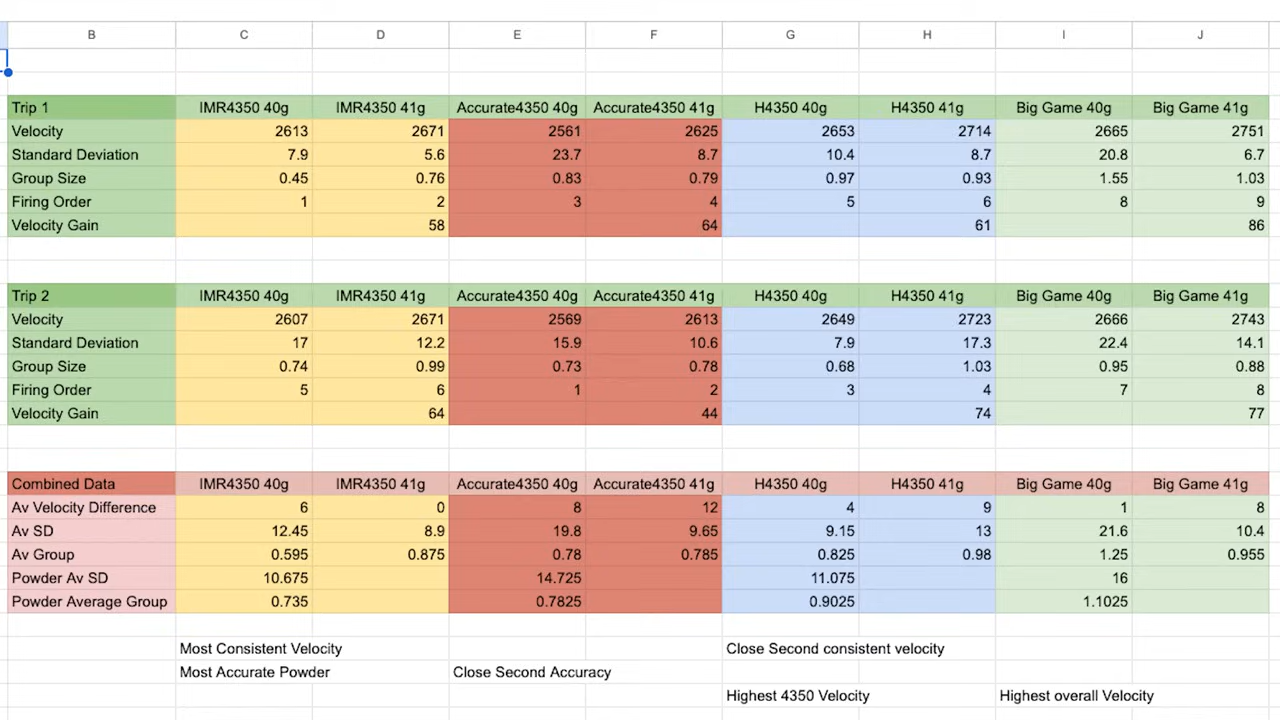 B C D E F G H I J
Trip 1 IMR4350 40g IMR4350 41g Accurate4350 40g Accurate4350 41g H4350 40g H4350 41g Big Game 40g Big Game 41g
Velocity 2613 2671 2561 2625 2653 2714 2665 2751
Standard Deviation 7.9 5.6 23.7 8.7 10.4 8.7 20.8 6.7
Group Size 0.45 0.76 0.83 0.79 0.97 0.93 1.55 1.03
Firing Order 1 2 3 4 5 6 8 9
Velocity Gain 58 64 61 86
Trip 2 IMR4350 40g IMR4350 41g Accurate4350 40g Accurate4350 41g H4350 40g H4350 41g Big Game 40g Big Game 41g
Velocity 2607 2671 2569 2613 2649 2723 2666 2743
Standard Deviation 17 12.2 15.9 10.6 7.9 17.3 22.4 14.1
Group Size 0.74 0.99 0.73 0.78 0.68 1.03 0.95 0.88
Firing Order 5 6 1 2 3 4 7 8
Velocity Gain 64 44 74 77
Combined Data IMR4350 40g IMR4350 41g Accurate4350 40g Accurate4350 41g H4350 40g H4350 41g Big Game 40g Big Game 41g
Av Velocity Difference 6 0 8 12 4 9 1 8
Av SD 12.45 8.9 19.8 9.65 9.15 13 21.6 10.4
Av Group 0.595 0.875 0.78 0.785 0.825 0.98 1.25 0.955
Powder Av SD 10.675 14.725 11.075 16
Powder Average Group 0.735 0.7825 0.9025 1.1025
Most Consistent Velocity Close Second consistent velocity
Most Accurate Powder Close Second Accuracy
Highest 4350 Velocity Highest overall Velocity